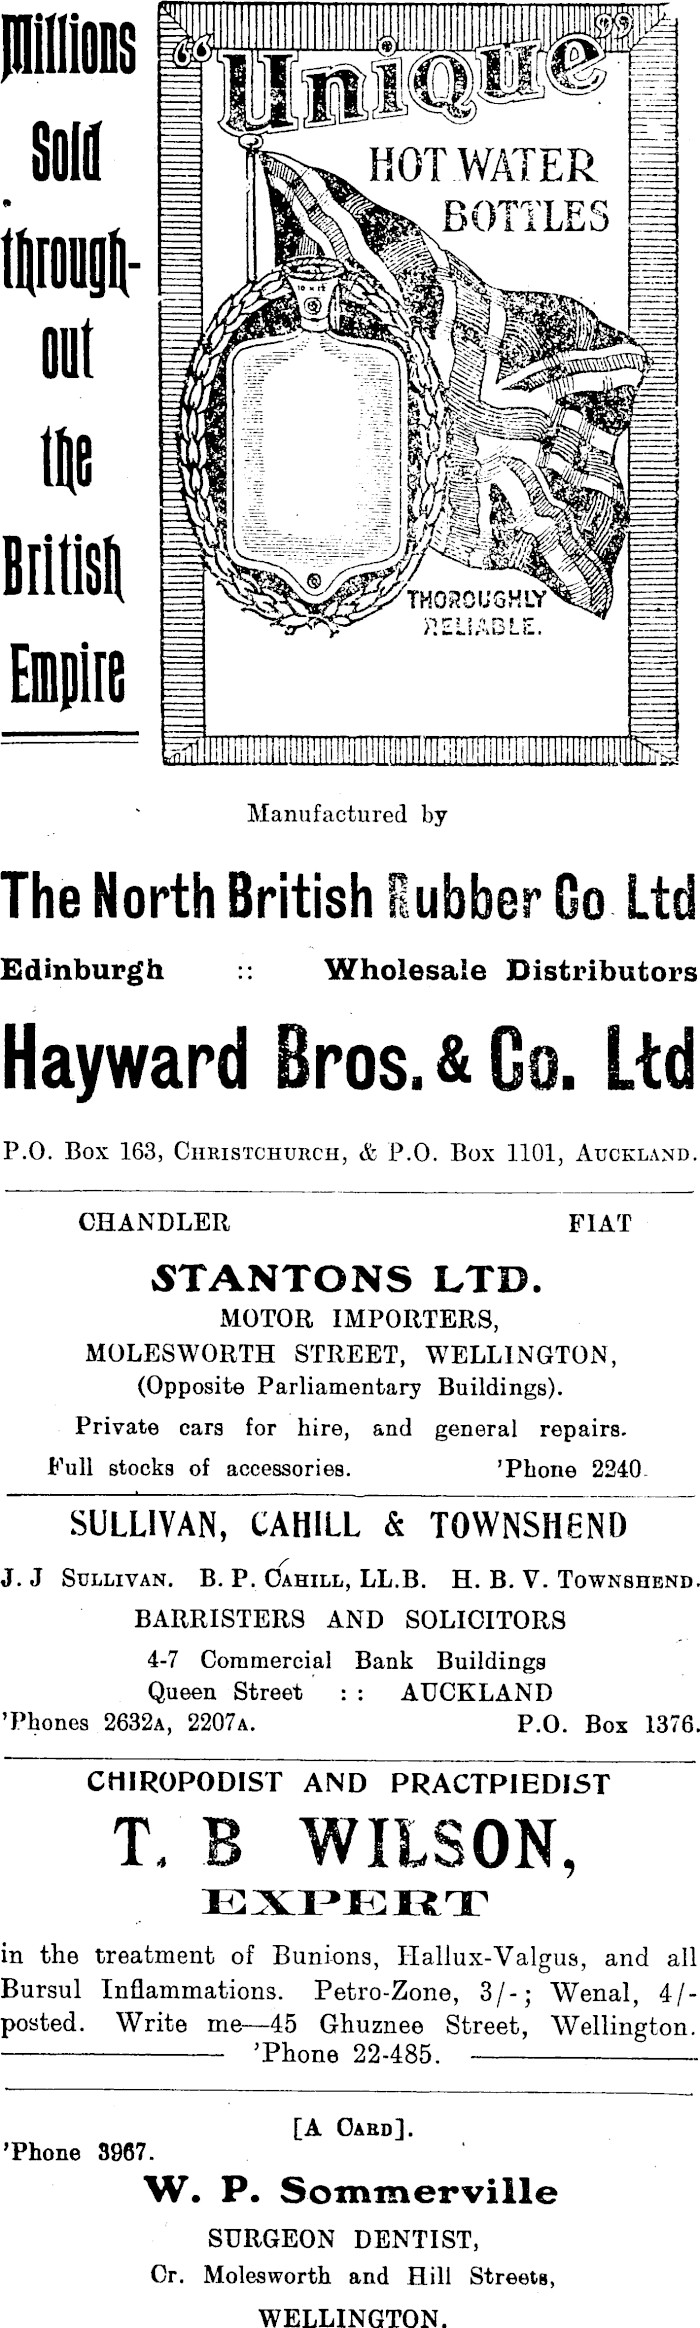 Millions
Sold
through-
out
the
British
Empire
"Unique"
HOT WATER
BOTTLES
10 × 12
THOROUGHLY
RELIABLE.
Manufactured by
The North British Rubber Co Ltd
Edinburgh :: Wholesale Distributors
Hayward Bros. & Co. Ltd
P.O. Box 163, Christchurch, & P.O. Box 1101, Auckland.
CHANDLER FIAT
STANTONS LTD.
MOTOR IMPORTERS,
MOLESWORTH STREET, WELLINGTON,
(Opposite Parliamentary Buildings).
Private cars for hire, and general repairs.
Full stocks of accessories. 'Phone 2240.
SULLIVAN, CAHILL & TOWNSHEND
J. J Sullivan. B. P. Cahill, LL.B. H. B. V. Townshend.
BARRISTERS AND SOLICITORS
4-7 Commercial Bank Buildings
Queen Street :: AUCKLAND
'Phones 2632A, 2207A. P.O. Box 1376.
CHIROPODIST AND PRACTPIEDIST
T. B WILSON,
EXPERT
in the treatment of Bunions, Hallux-Valgus, and all
Bursul Inflammations. Petro-Zone, 3/-; Wenal, 4/-
posted. Write me—45 Ghuznee Street, Wellington.
'Phone 22-485.
[A Card].
'Phone 3967.
W. P. Sommerville
SURGEON DENTIST,
Cr. Molesworth and Hill Streets,
WELLINGTON.